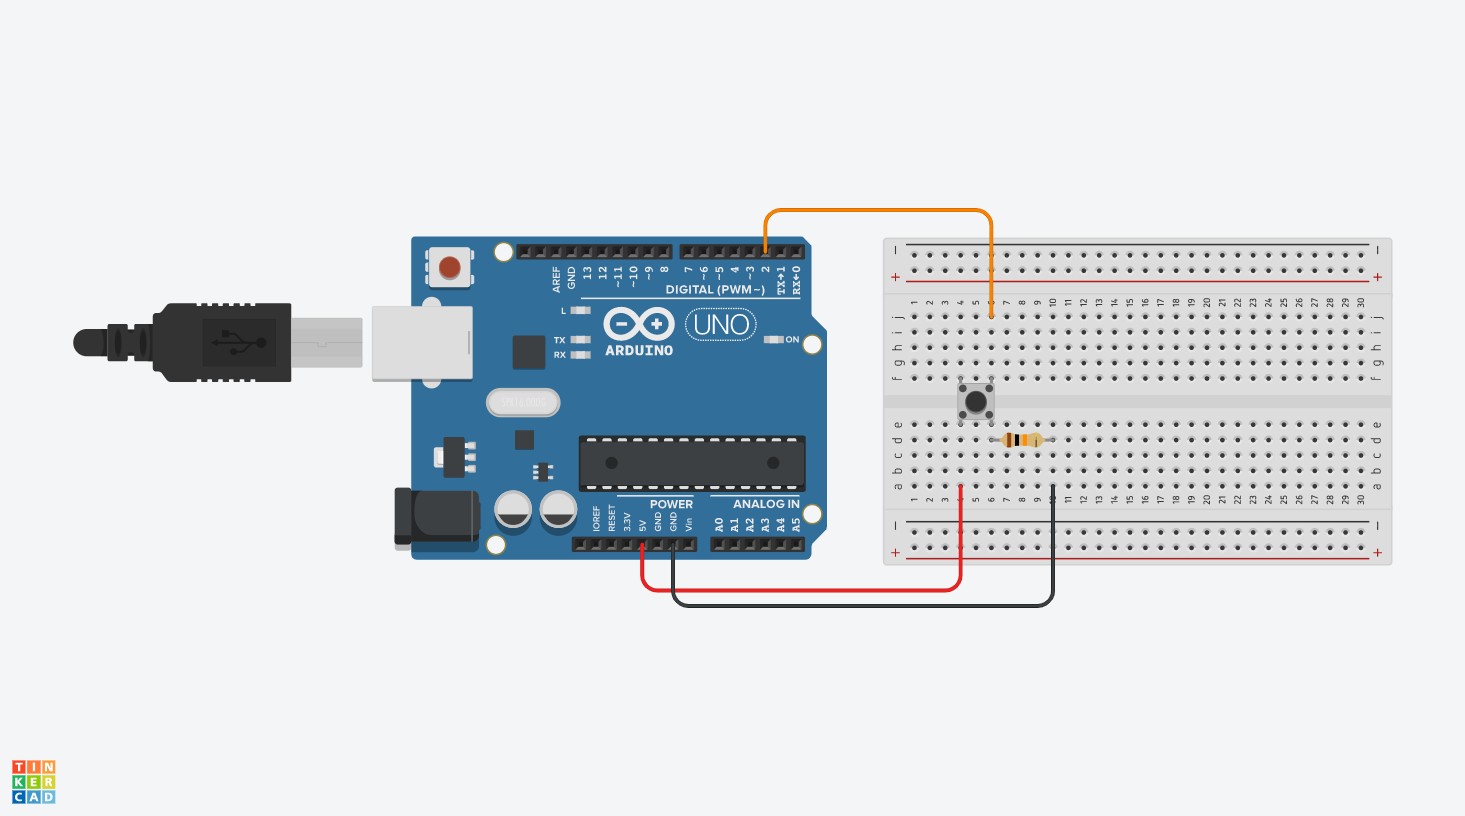 − −
+ +
1 2 3 4 5 6 7 8 9 10 11 12 13 14 15 16 17 18 19 20 21 22 23 24 25 26 27 28 29 30
j j
i i
h h
g g
f f
e e
d d
c c
b b
a a
1 2 3 4 5 6 7 8 9 10 11 12 13 14 15 16 17 18 19 20 21 22 23 24 25 26 27 28 29 30
− −
+ +
AREF
GND
13
12
~11
~10
~9
8
7
~6
~5
4
~3
2
TX→1
RX←0
DIGITAL (PWM~)
L
TX
RX
UNO
ON
ARDUINO
POWER
ANALOG IN
IOREF
RESET
3.3V
5V
GND
GND
Vin
A0
A1
A2
A3
A4
A5
TIN
KER
CAD